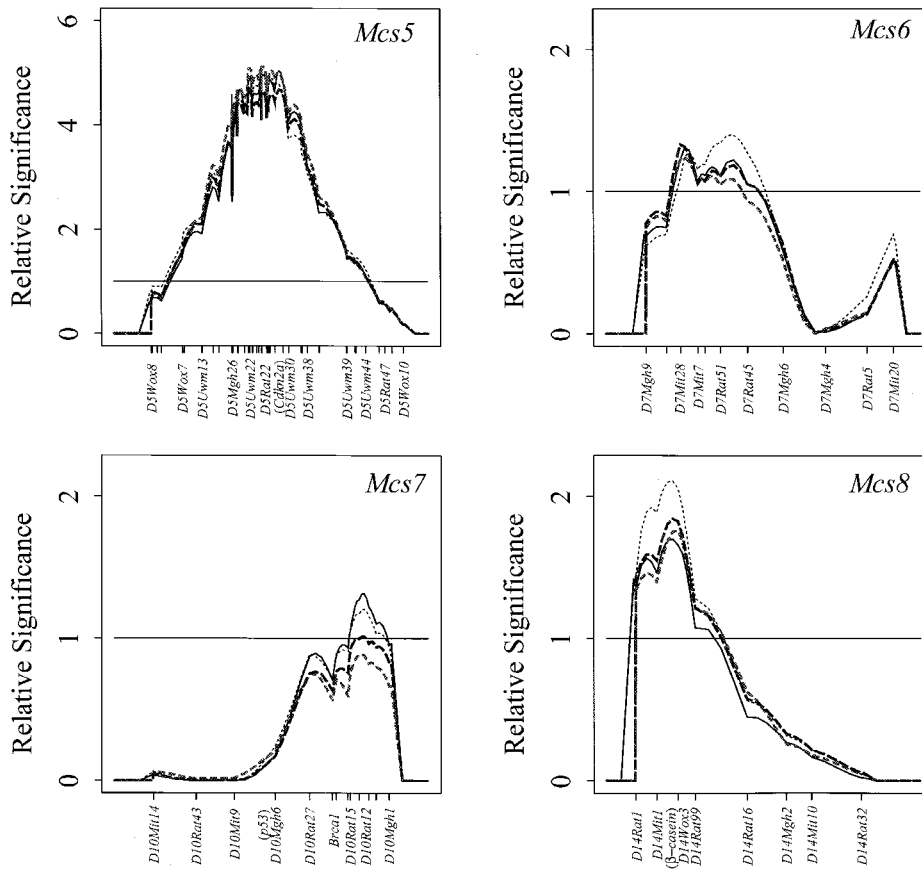 Mcs5
Relative Significance
6
4
2
0
D5Wox8
D5Wox7
D5Uwm13
D5Mgh26
D5Uwm22
D5Rat22
(Cdkn2a)
D5Uwm30
D5Uwm38
D5Uwm39
D5Uwm44
D5Rat47
D5Wox10
Mcs6
Relative Significance
2
1
0
D7Mgh9
D7Mit28
D7Mit7
D7Rat51
D7Rat45
D7Mgh6
D7Mgh4
D7Rat5
D7Mit20
Mcs7
Relative Significance
2
1
0
D10Mit14
D10Rat43
D10Mit9
(p53)
D10Mgh6
D10Rat27
Brca1
D10Rat15
D10Rat12
D10Mgh1
Mcs8
Relative Significance
2
1
0
D14Rat1
D14Mit1
(β-casein)
D14Wox3
D14Rat99
D14Rat16
D14Mgh2
D14Mit10
D14Rat32